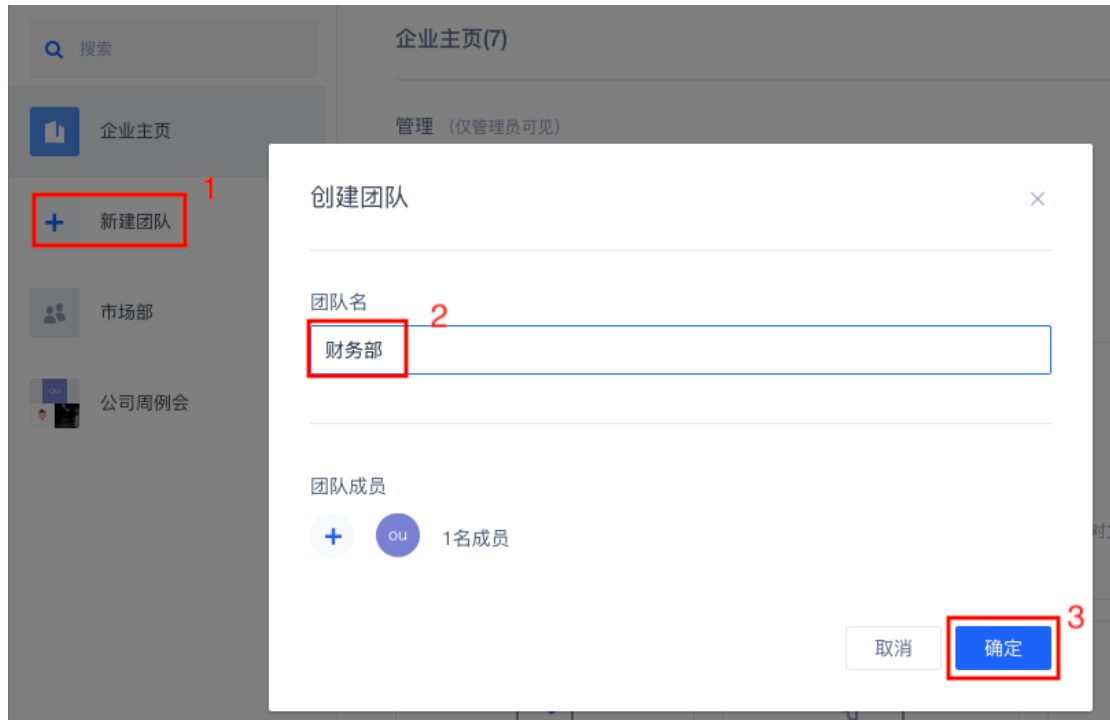 搜索
企业主页(7)
企业主页
管理 (仅管理员可见)
1
新建团队
市场部
ou
公司周例会
创建团队
团队名
2
财务部
团队成员
ou 1名成员
对
取消
确定
3